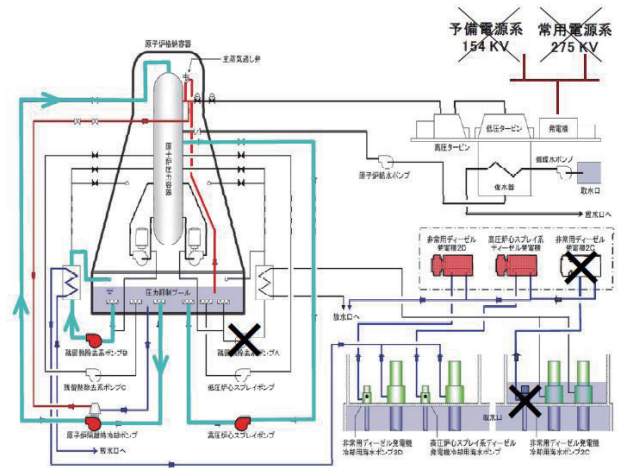 予備電源系
154 KV
常用電源系
275 KV
原子炉格納容器
主蒸気逃し弁
原子炉圧力容器
高圧タービン
低圧タービン
発電機
復水器
循環水ポンプ
取水口
放水口へ
原子炉給水ポンプ
非常用ディーゼル
発電機2D
高圧炉心スプレイ系
ディーゼル発電機
非常用ディーゼル
発電機2C
放水口へ
圧力抑制プール
残留熱除去系ポンプB
残留熱除去系ポンプA
残留熱除去系ポンプC
低圧炉心スプレイポンプ
原子炉隔離時冷却ポンプ
高圧炉心スプレイポンプ
放水口へ
取水口
非常用ディーゼル発電機
冷却用海水ポンプ2D
高圧炉心スプレイ系ディーゼル
発電機冷却用海水ポンプ
非常用ディーゼル発電機
冷却用海水ポンプ2C